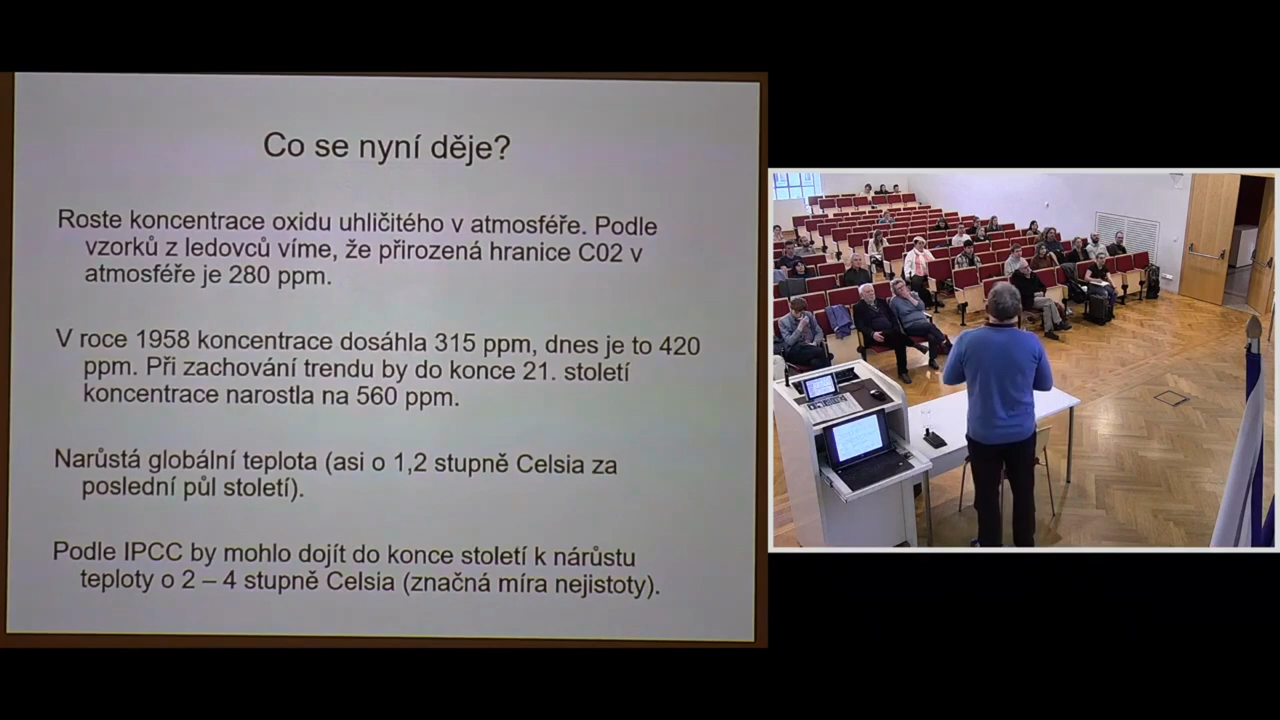 Co se nyní děje?
Roste koncentrace oxidu uhličitého v atmosféře. Podle
vzorků z ledovců víme, že přirozená hranice C02 v
atmosféře je 280 ppm.
V roce 1958 koncentrace dosáhla 315 ppm, dnes je to 420
ppm. Při zachování trendu by do konce 21. století
koncentrace narostla na 560 ppm.
Narůstá globální teplota (asi o 1,2 stupně Celsia za
poslední půl století).
Podle IPCC by mohlo dojít do konce století k nárůstu
teploty o 2 – 4 stupně Celsia (značná míra nejistoty).